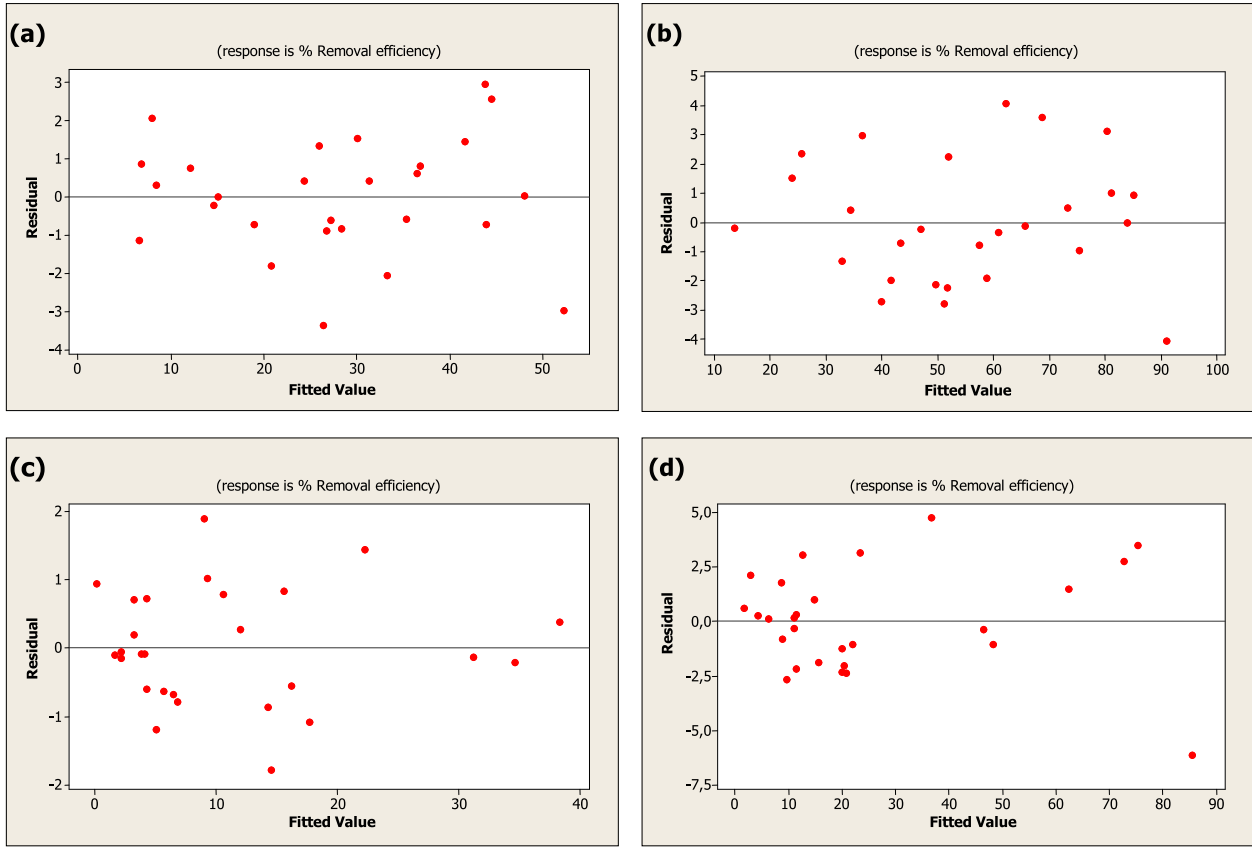 (a)
(response is % Removal efficiency)
3
2
1
0
-1
-2
-3
-4
Residual
0 10 20 30 40 50
Fitted Value
(b)
(response is % Removal efficiency)
5
4
3
2
1
0
-1
-2
-3
-4
Residual
10 20 30 40 50 60 70 80 90 100
Fitted Value
(c)
(response is % Removal efficiency)
2
1
0
-1
-2
Residual
0 10 20 30 40
Fitted Value
(d)
(response is % Removal efficiency)
5,0
2,5
0,0
-2,5
-5,0
-7,5
Residual
0 10 20 30 40 50 60 70 80 90
Fitted Value